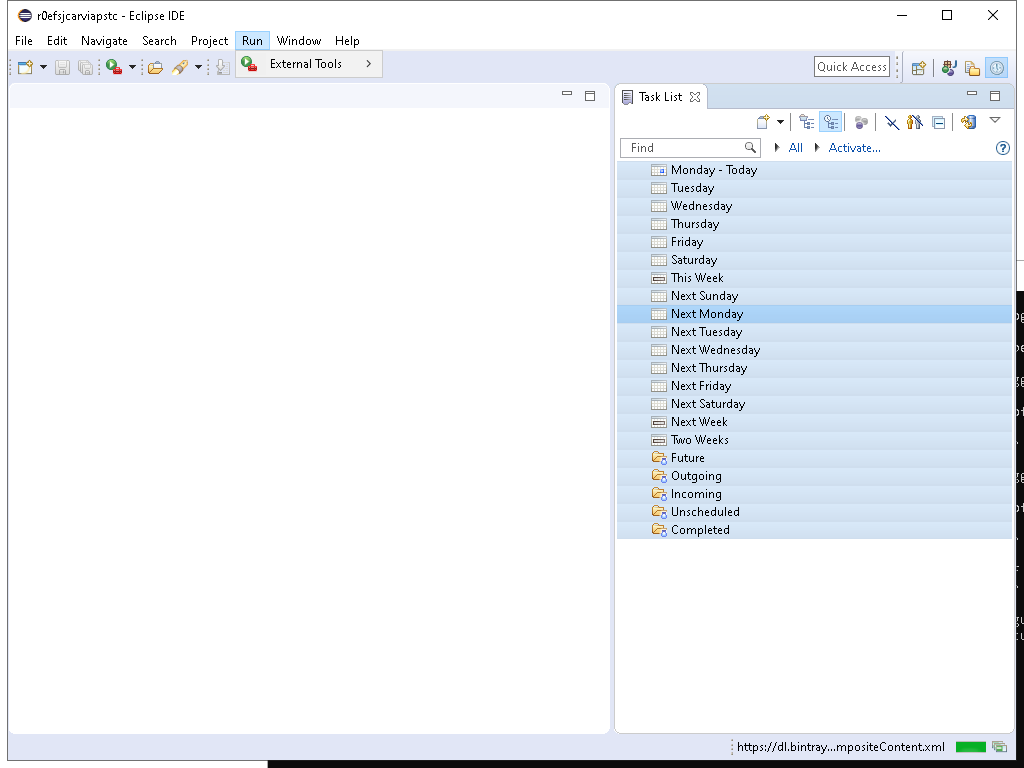 r0efsjcarviapstc - Eclipse IDE
File Edit Navigate Search Project Run Window Help
External Tools
Quick Access
Task List
Find
All
Activate...
Monday - Today
Tuesday
Wednesday
Thursday
Friday
Saturday
This Week
Next Sunday
Next Monday
Next Tuesday
Next Wednesday
Next Thursday
Next Friday
Next Saturday
Next Week
Two Weeks
Future
Outgoing
Incoming
Unscheduled
Completed
https://dl.bintray...mpositeContent.xml